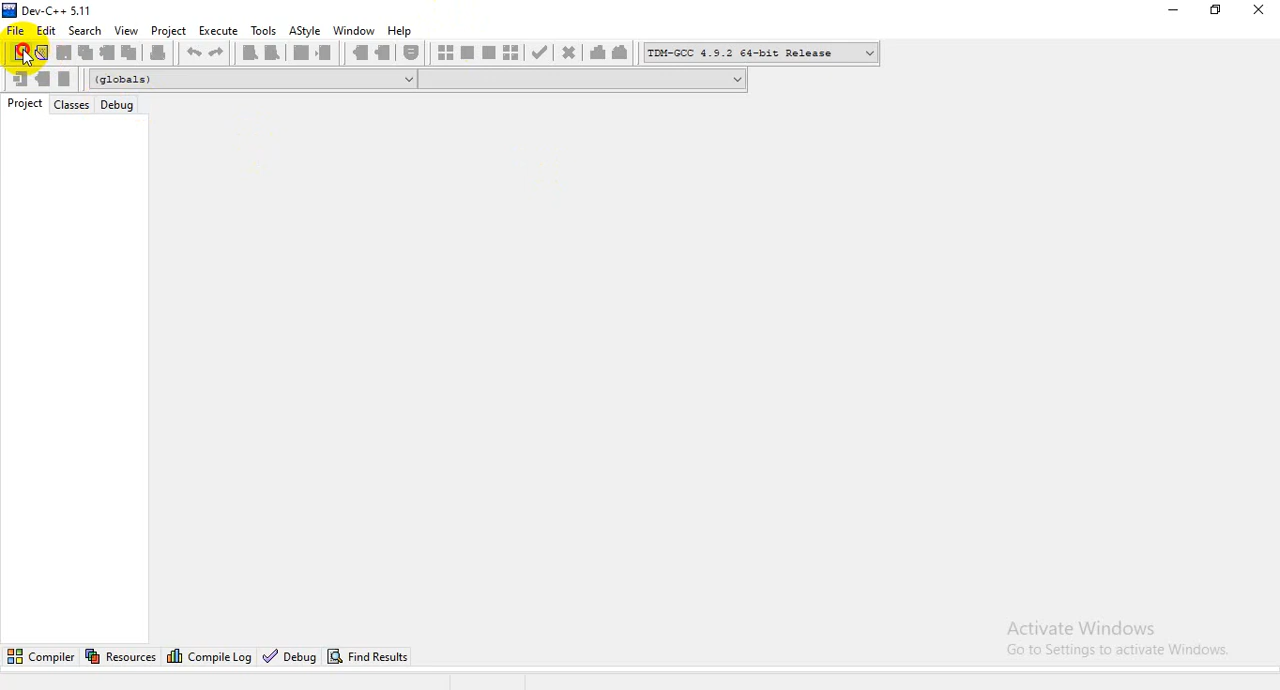 Dev-C++ 5.11
File Edit Search View Project Execute Tools AStyle Window Help
TDM-GCC 4.9.2 64-bit Release
(globals)
Project Classes Debug
Activate Windows
Go to Settings to activate Windows.
Compiler Resources Compile Log Debug Find Results